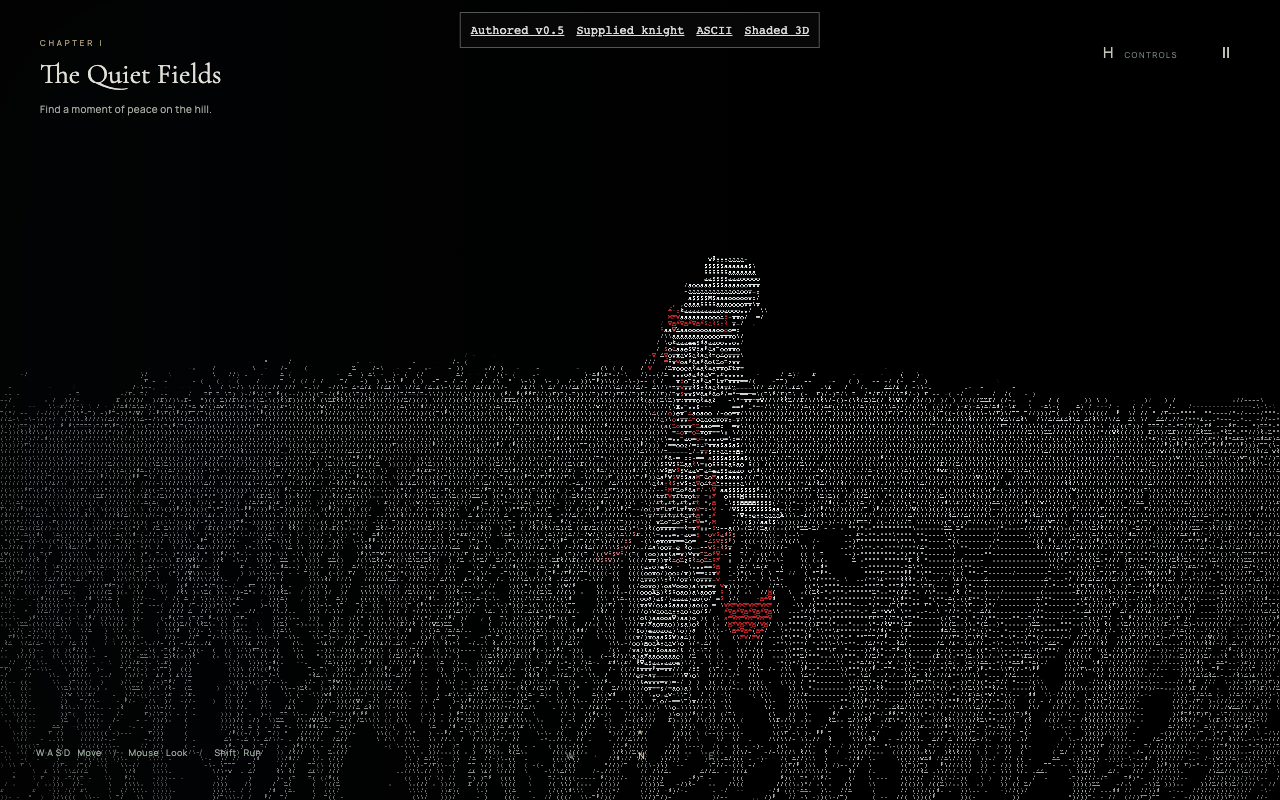 Authored v0.5 Supplied knight ASCII Shaded 3D
CHAPTER I
The Quiet Fields
Find a moment of peace on the hill.
H CONTROLS
WASD Move / Mouse Look / Shift Run
W N E